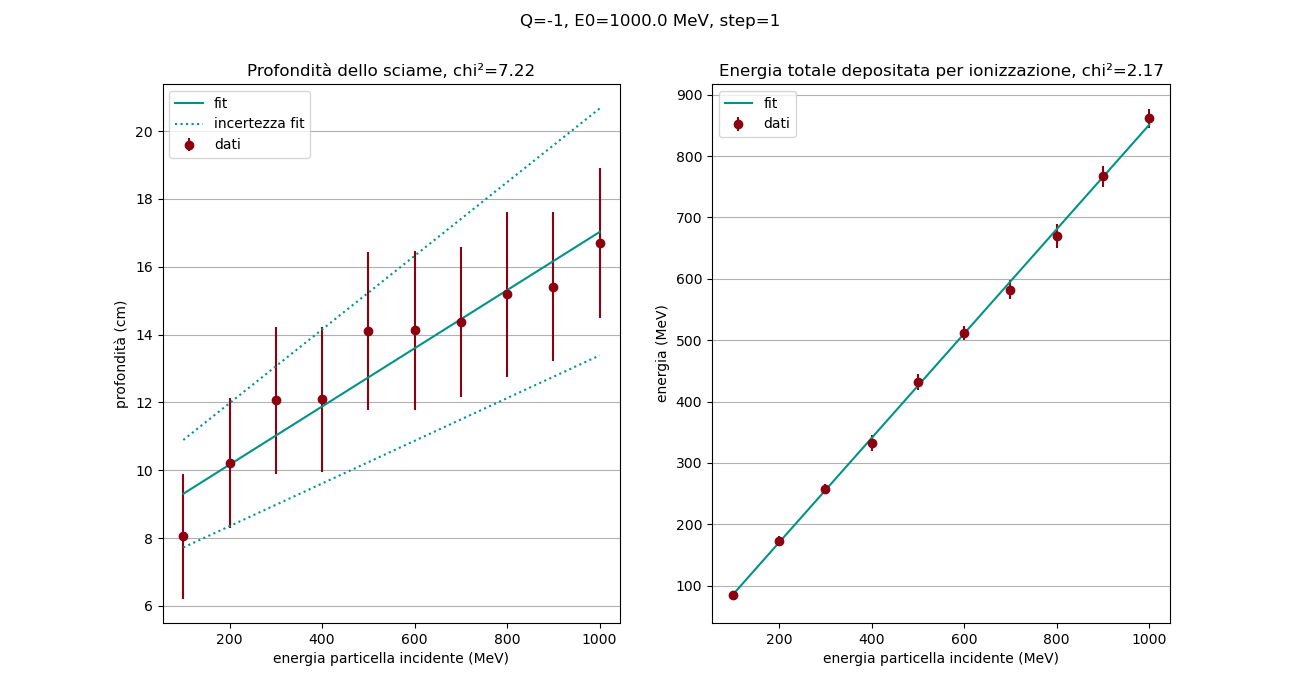 Q=-1, E0=1000.0 MeV, step=1
Profondità dello sciame, chi²=7.22
fit
incertezza fit
dati
20
18
16
14
12
10
8
6
profondità (cm)
200 400 600 800 1000
energia particella incidente (MeV)
Energia totale depositata per ionizzazione, chi²=2.17
fit
dati
900
800
700
600
500
400
300
200
100
energia (MeV)
200 400 600 800 1000
energia particella incidente (MeV)